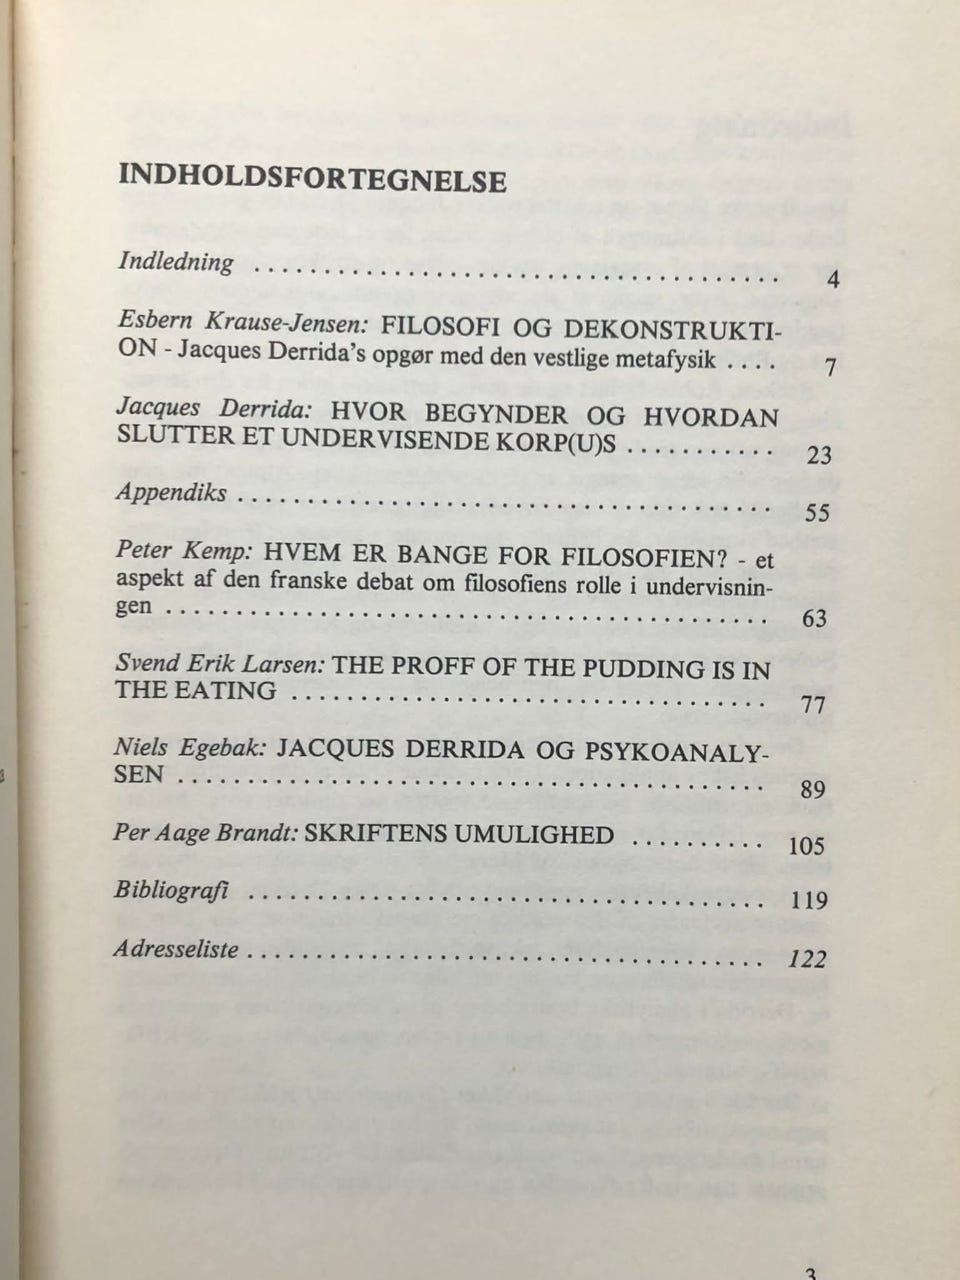 INDHOLDSFORTEGNELSE
Indledning ...................................... 4
Esbern Krause-Jensen: FILOSOFI OG DEKONSTRUKTI-
ON - Jacques Derrida's opgør med den vestlige metafysik .... 7
Jacques Derrida: HVOR BEGYNDER OG HVORDAN
SLUTTER ET UNDERVISENDE KORP(U)S ........... 23
Appendiks ....................................... 55
Peter Kemp: HVEM ER BANGE FOR FILOSOFIEN? - et
aspekt af den franske debat om filosofiens rolle i undervisnin-
gen ............................................ 63
Svend Erik Larsen: THE PROFF OF THE PUDDING IS IN
THE EATING ................................... 77
Niels Egebak: JACQUES DERRIDA OG PSYKOANALY-
SEN ........................................... 89
Per Aage Brandt: SKRIFTENS UMULIGHED .......... 105
Bibliografi ...................................... 119
Adresseliste ...................................... 122
3